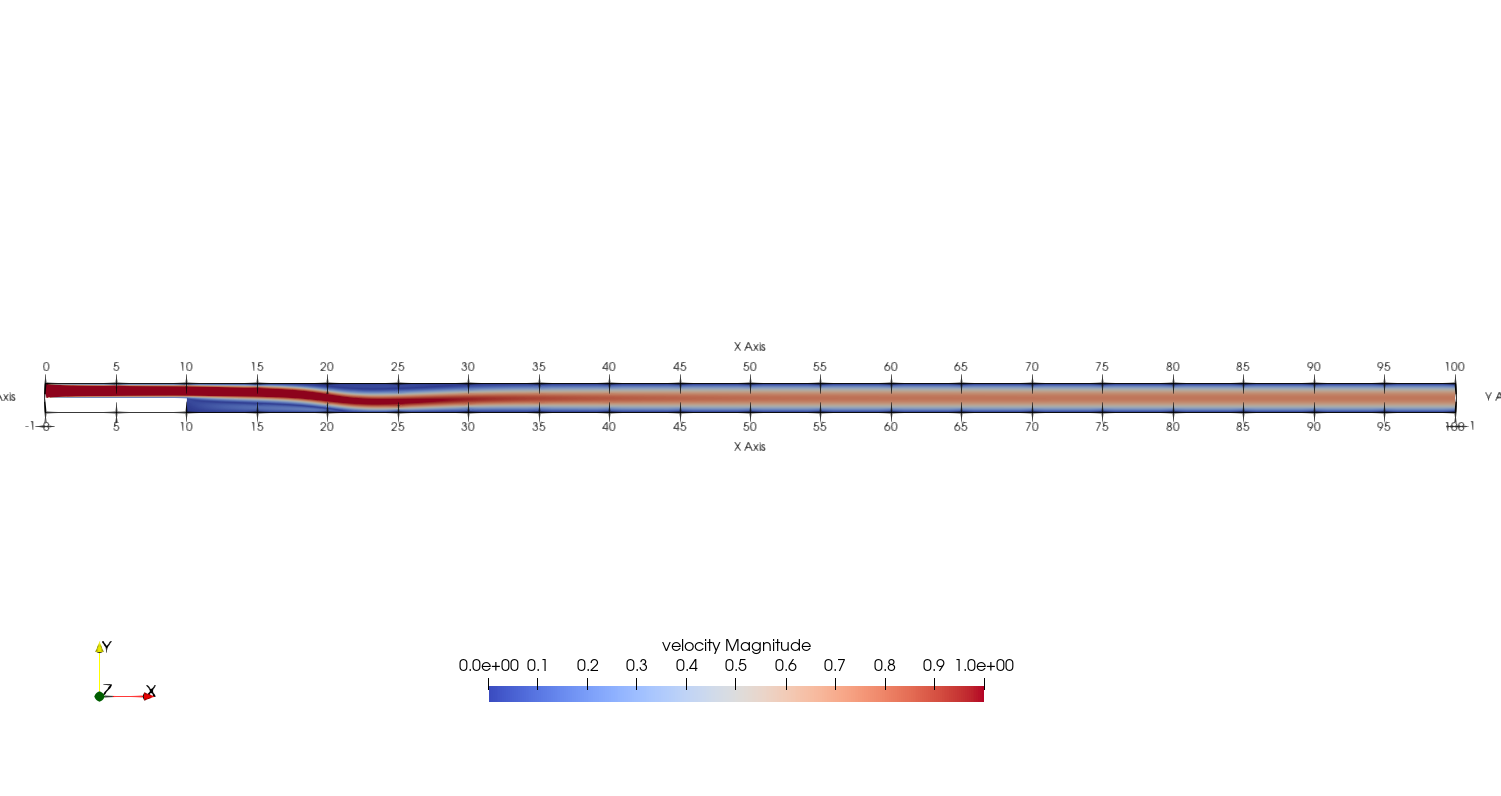 X Axis
0 5 10 15 20 25 30 35 40 45 50 55 60 65 70 75 80 85 90 95 100
xis Y A
-1 0 5 10 15 20 25 30 35 40 45 50 55 60 65 70 75 80 85 90 95 100 -1
X Axis
Y
velocity Magnitude
0.0e+00 0.1 0.2 0.3 0.4 0.5 0.6 0.7 0.8 0.9 1.0e+00
Z X